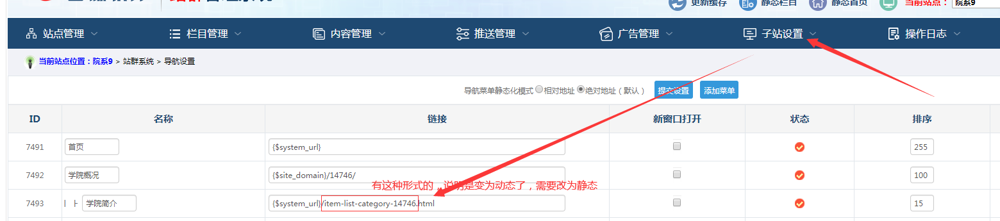 更新缓存 静态栏目 静态首页 当前站点： 院系9
站点管理 栏目管理 内容管理 推送管理 广告管理 子站设置 操作日志
当前站点位置：院系9 > 站群系统 > 导航设置
导航菜单静态化模式 相对地址 绝对地址（默认） 提交设置 添加菜单
ID 名称 链接 新窗口打开 状态 排序
7491 首页 {$system_url} 255
7492 学院概况 {$site_domain}/14746/ 100
有这种形式的，说明是变为动态了，需要改为静态
7493 学院简介 {$system_url}/item-list-category-14746.html 15